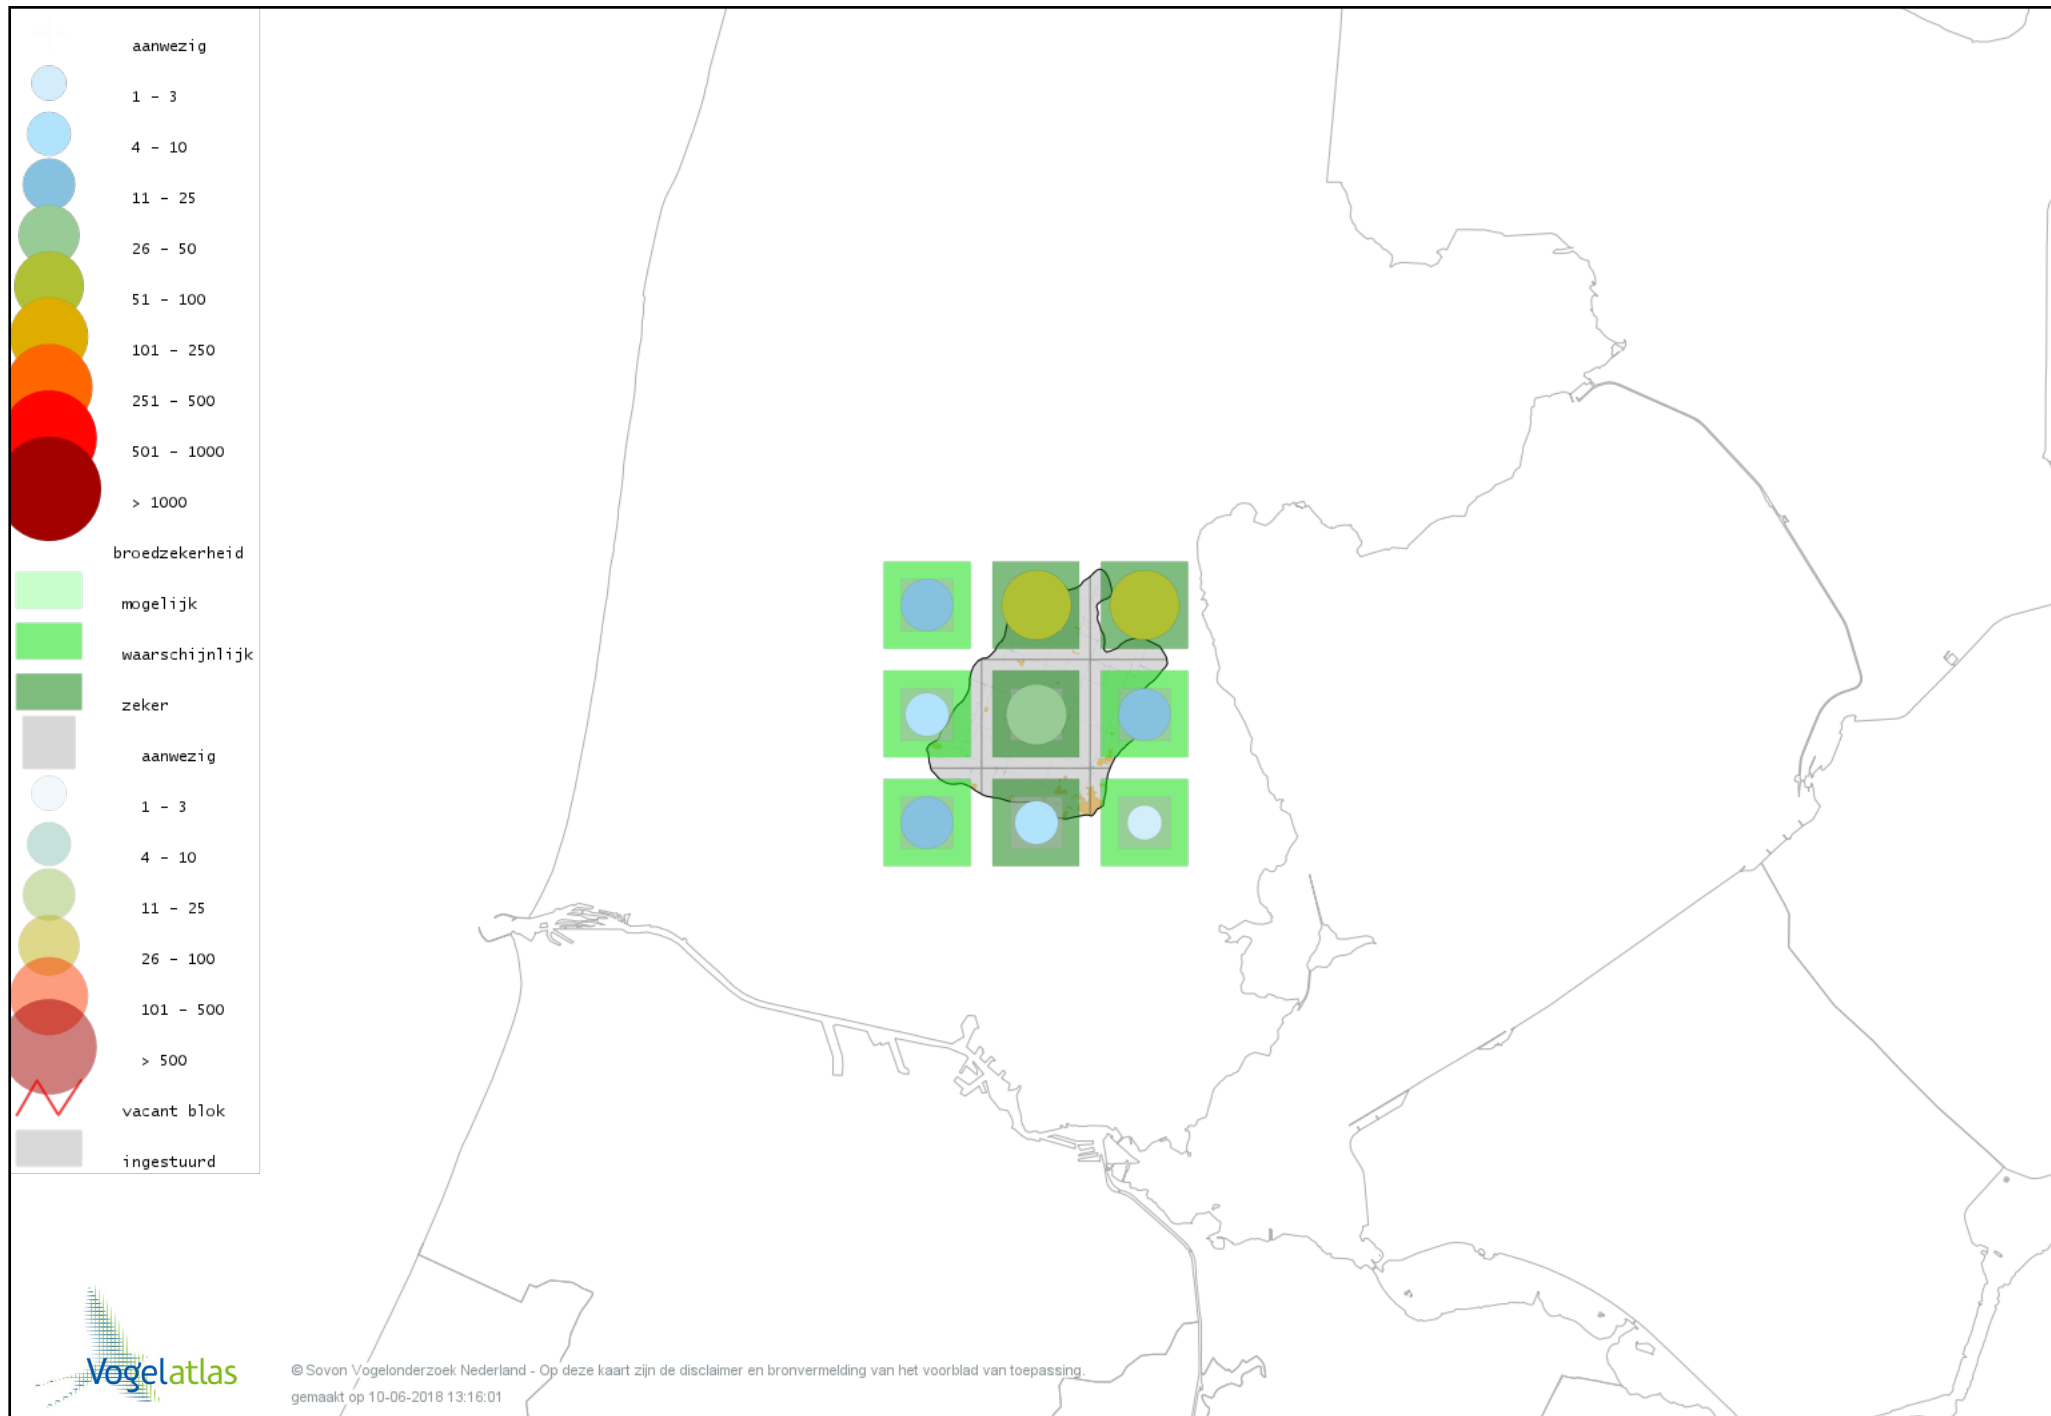 aanwezig
1 - 3
4 - 10
11 - 25
26 - 50
51 - 100
101 - 250
251 - 500
501 - 1000
> 1000
broedzekerheid
mogelijk
waarschijnlijk
zeker
aanwezig
1 - 3
4 - 10
11 - 25
26 - 100
101 - 500
> 500
vacant blok
ingestuurd
Vogelatlas
© Sovon Vogelonderzoek Nederland - Op deze kaart zijn de disclaimer en bronvermelding van het voorblad van toepassing.
gemaakt op 10-06-2018 13:16:01